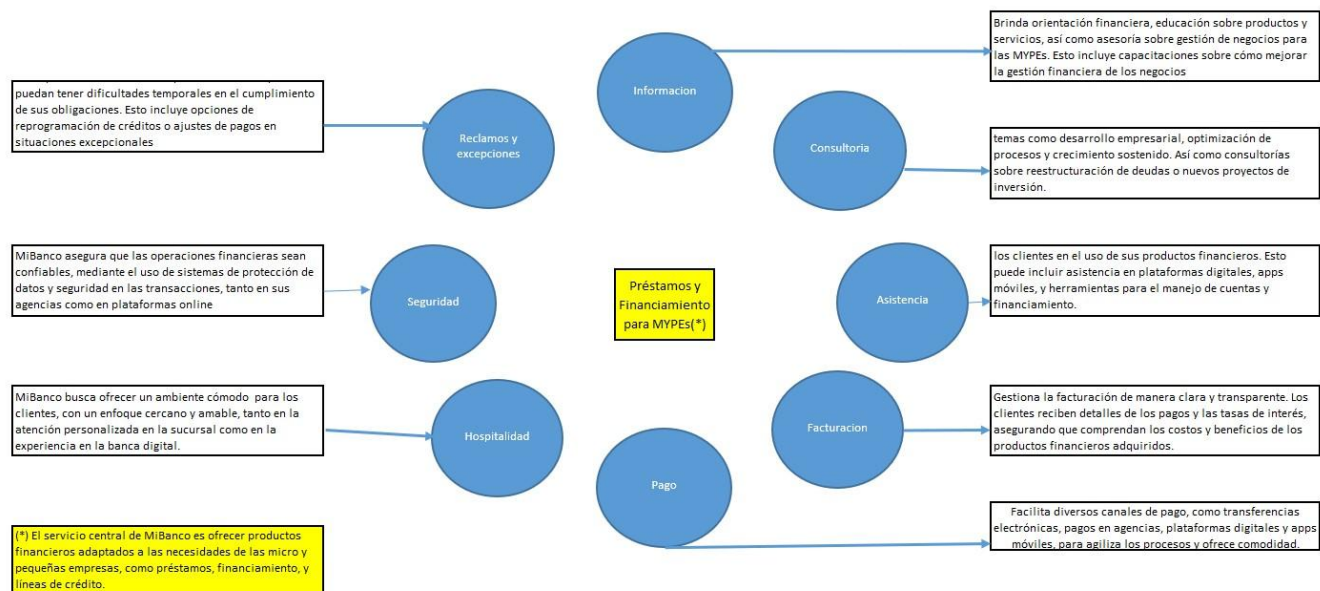 Informacion
Brinda orientación financiera, educación sobre productos y
servicios, así como asesoría sobre gestión de negocios para
las MYPEs. Esto incluye capacitaciones sobre cómo mejorar
la gestión financiera de los negocios
Consultoria
temas como desarrollo empresarial, optimización de
procesos y crecimiento sostenido. Así como consultorías
sobre reestructuración de deudas o nuevos proyectos de
inversión.
Asistencia
los clientes en el uso de sus productos financieros. Esto
puede incluir asistencia en plataformas digitales, apps
móviles, y herramientas para el manejo de cuentas y
financiamiento.
Facturacion
Gestiona la facturación de manera clara y transparente. Los
clientes reciben detalles de los pagos y las tasas de interés,
asegurando que comprendan los costos y beneficios de los
productos financieros adquiridos.
Pago
Facilita diversos canales de pago, como transferencias
electrónicas, pagos en agencias, plataformas digitales y apps
móviles, para agiliza los procesos y ofrece comodidad.
Hospitalidad
MiBanco busca ofrecer un ambiente cómodo para los
clientes, con un enfoque cercano y amable, tanto en la
atención personalizada en la sucursal como en la
experiencia en la banca digital.
Seguridad
MiBanco asegura que las operaciones financieras sean
confiables, mediante el uso de sistemas de protección de
datos y seguridad en las transacciones, tanto en sus
agencias como en plataformas online
Reclamos y
excepciones
puedan tener dificultades temporales en el cumplimiento
de sus obligaciones. Esto incluye opciones de
reprogramación de créditos o ajustes de pagos en
situaciones excepcionales
Préstamos y
Financiamiento
para MYPEs(*)
(*) El servicio central de MiBanco es ofrecer productos
financieros adaptados a las necesidades de las micro y
pequeñas empresas, como préstamos, financiamiento, y
líneas de crédito.